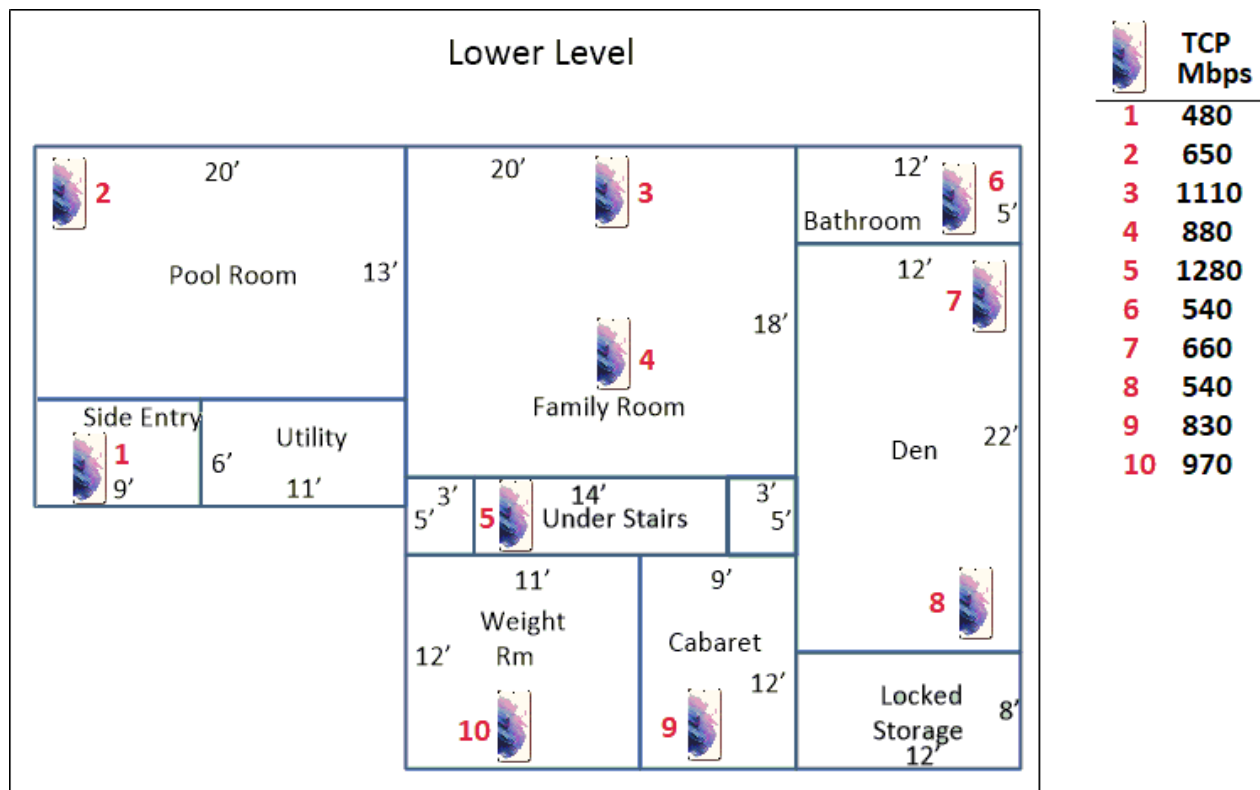 Lower Level
20’
2
Pool Room
13’
20’
3
4
18’
Family Room
12’
6
Bathroom
5’
12’
7
Den
22’
8
Side Entry
1
9’
Utility
6’
11’
3’
5’
5
14’
Under Stairs
3’
5’
11’
Weight
Rm
12’
10
9’
Cabaret
12’
9
Locked
Storage
8’
12’
TCP
Mbps
1 480
2 650
3 1110
4 880
5 1280
6 540
7 660
8 540
9 830
10 970